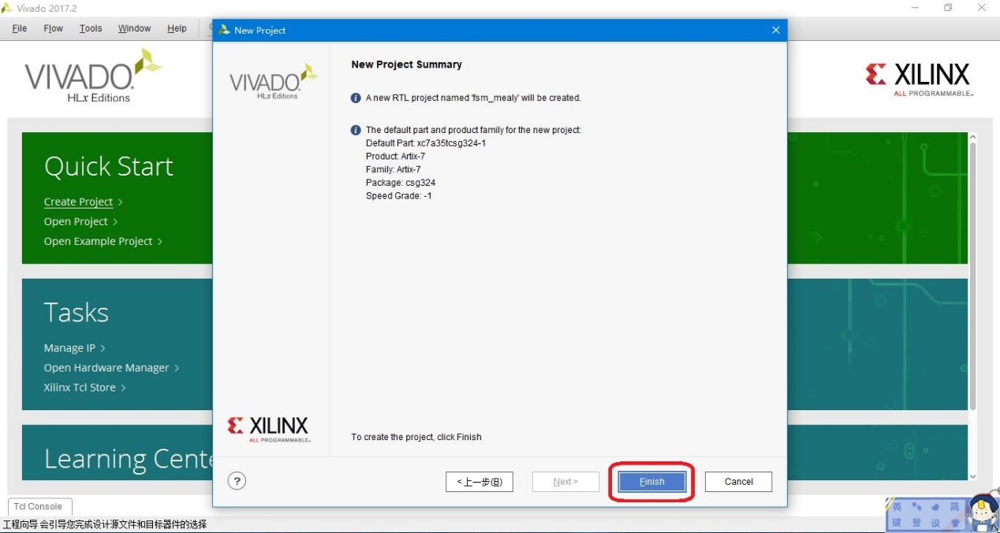 Vivado 2017.2
File Flow Tools Window Help
New Project
VIVADO.
HLx Editions
XILINX
ALL PROGRAMMABLE.
VIVADO.
HLx Editions
New Project Summary
A new RTL project named 'fsm_mealy' will be created.
The default part and product family for the new project:
Default Part: xc7a35tcsg324-1
Product: Artix-7
Family: Artix-7
Package: csg324
Speed Grade: -1
Quick Start
Create Project >
Open Project >
Open Example Project >
Tasks
Manage IP >
Open Hardware Manager >
Xilinx Tcl Store >
XILINX
ALL PROGRAMMABLE.
To create the project, click Finish
Learning Cente
?
<上一步(B)
Next >
Finish
Cancel
Tcl Console
工程向导 会引导您完成设计源文件和目标器件的选择
英 简
键 登 设